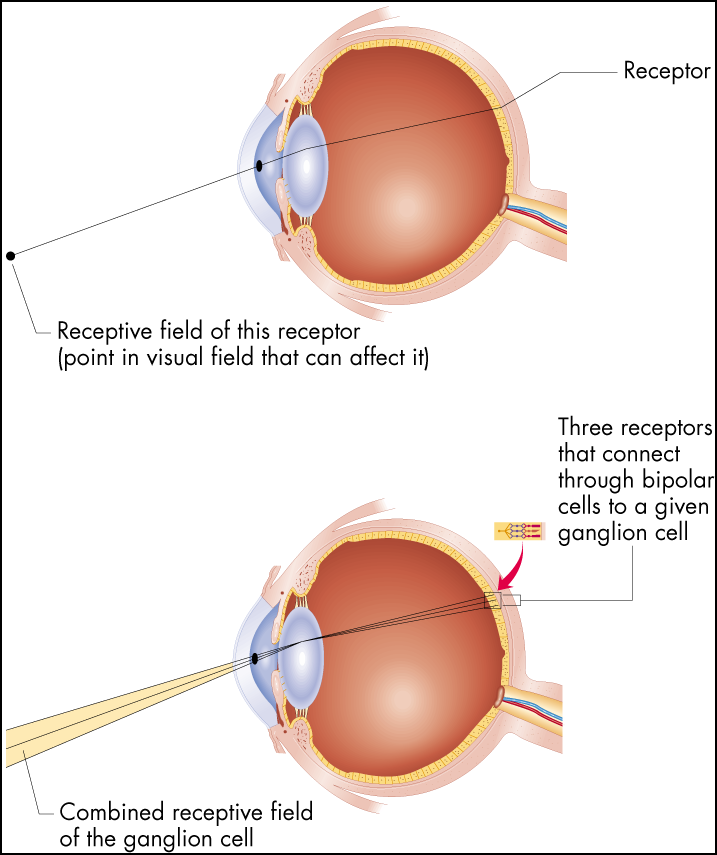 Receptor
Receptive field of this receptor
(point in visual field that can affect it)
Three receptors
that connect
through bipolar
cells to a given
ganglion cell
Combined receptive field
of the ganglion cell